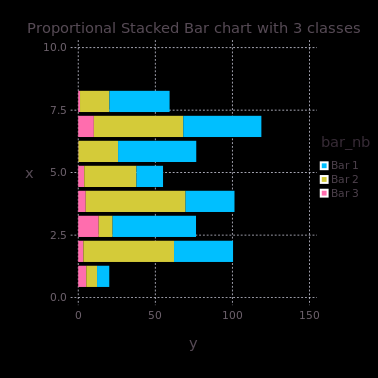 Proportional Stacked Bar chart with 3 classes
10.0
7.5
5.0
2.5
0.0
x
0 50 100 150
y
bar_nb
Bar 1
Bar 2
Bar 3